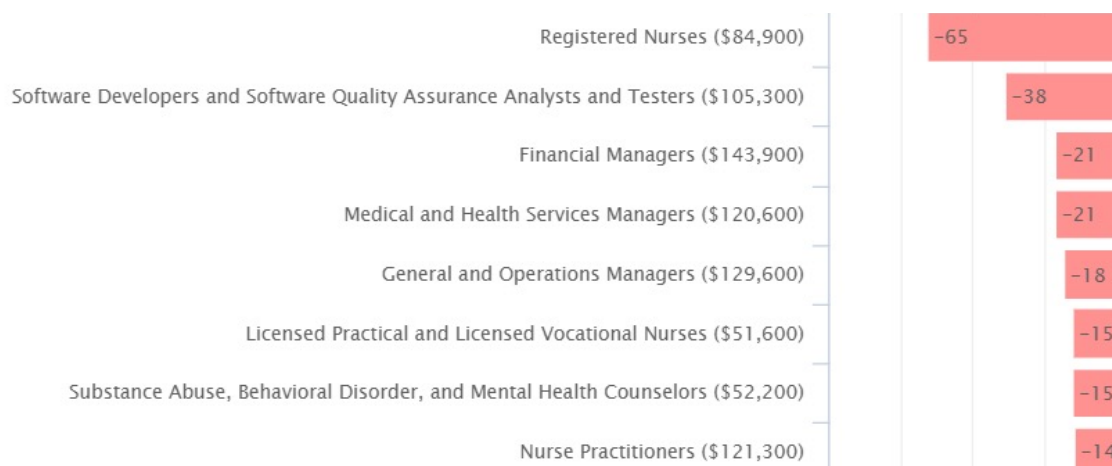 Registered Nurses ($84,900) -65
Software Developers and Software Quality Assurance Analysts and Testers ($105,300) -38
Financial Managers ($143,900) -21
Medical and Health Services Managers ($120,600) -21
General and Operations Managers ($129,600) -18
Licensed Practical and Licensed Vocational Nurses ($51,600) -15
Substance Abuse, Behavioral Disorder, and Mental Health Counselors ($52,200) -15
Nurse Practitioners ($121,300) -14